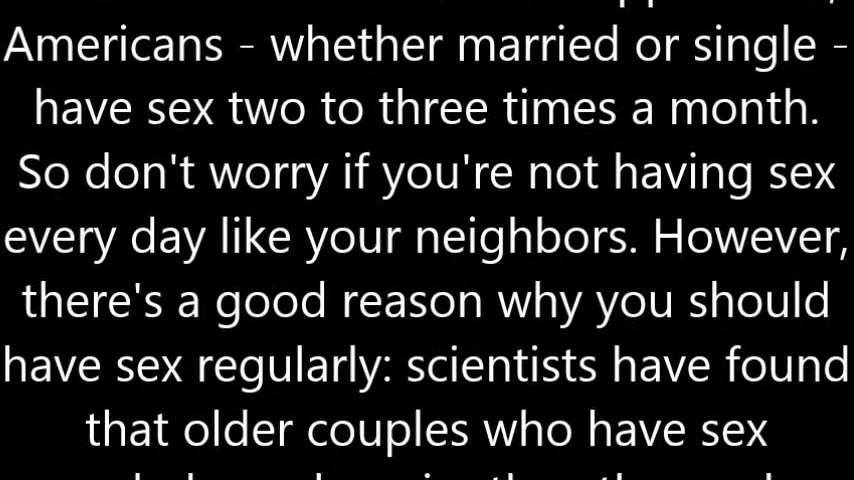 Americans - whether married or single -
have sex two to three times a month.
So don't worry if you're not having sex
every day like your neighbors. However,
there's a good reason why you should
have sex regularly: scientists have found
that older couples who have sex